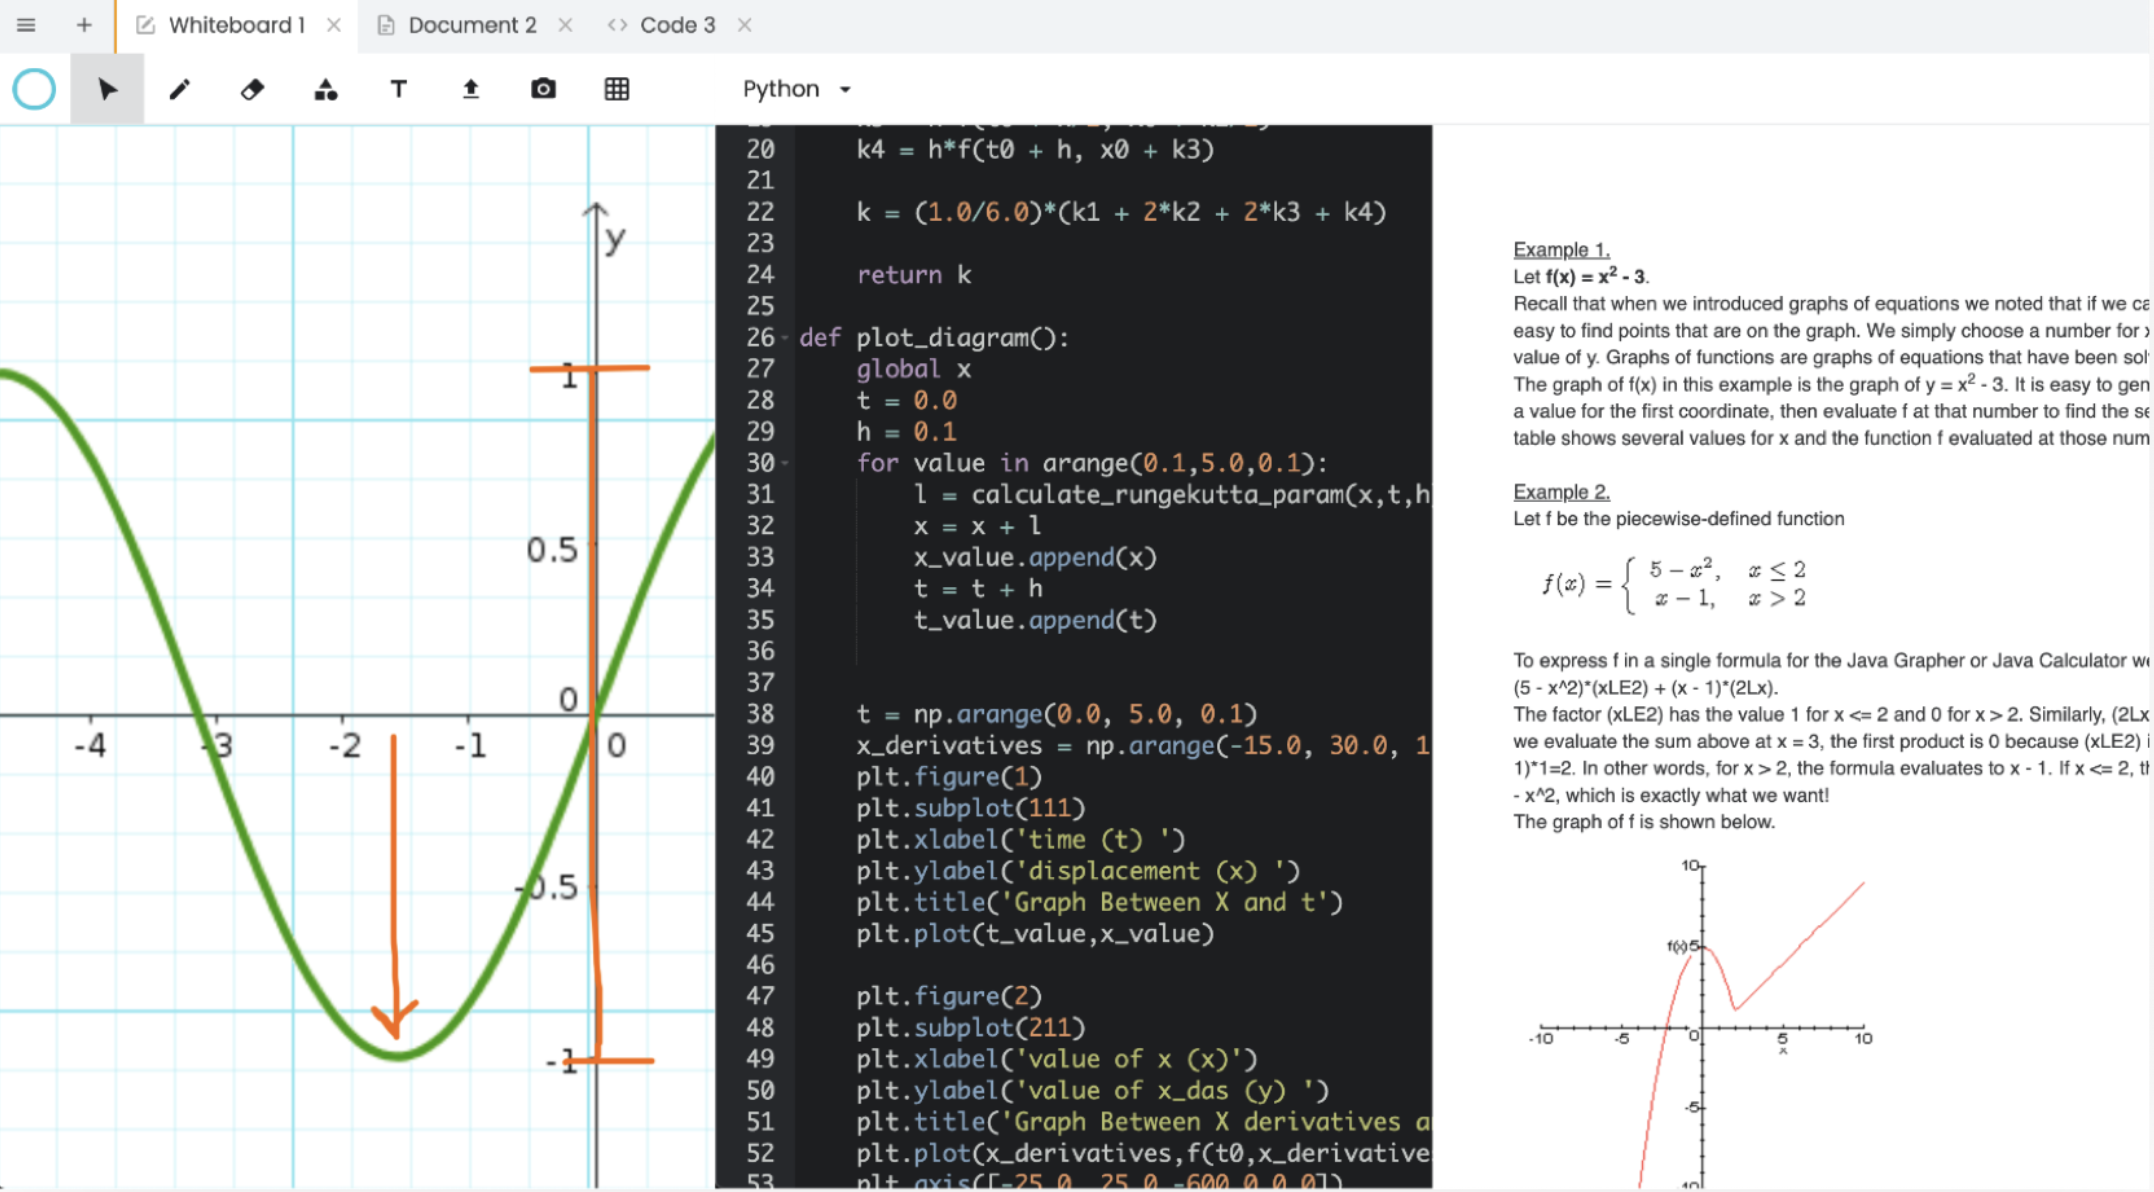 Whiteboard 1
Document 2
Code 3
T
Python
y
1
0.5
0
-4
-3
-2
-1
0
-0.5
-1
20 k4 = h*f(t0 + h, x0 + k3)
21
22 k = (1.0/6.0)*(k1 + 2*k2 + 2*k3 + k4)
23
24 return k
25
26 def plot_diagram():
27 global x
28 t = 0.0
29 h = 0.1
30 for value in arange(0.1,5.0,0.1):
31 l = calculate_rungekutta_param(x,t,h
32 x = x + l
33 x_value.append(x)
34 t = t + h
35 t_value.append(t)
36
37
38 t = np.arange(0.0, 5.0, 0.1)
39 x_derivatives = np.arange(-15.0, 30.0, 1
40 plt.figure(1)
41 plt.subplot(111)
42 plt.xlabel('time (t) ')
43 plt.ylabel('displacement (x) ')
44 plt.title('Graph Between X and t')
45 plt.plot(t_value,x_value)
46
47 plt.figure(2)
48 plt.subplot(211)
49 plt.xlabel('value of x (x)')
50 plt.ylabel('value of x_das (y) ')
51 plt.title('Graph Between X derivatives a
52 plt.plot(x_derivatives,f(t0,x_derivative
53 plt.axis([-25.0, 25.0,-600.0,0.0])
Example 1.
Let f(x) = x² - 3.
Recall that when we introduced graphs of equations we noted that if we ca
easy to find points that are on the graph. We simply choose a number for
value of y. Graphs of functions are graphs of equations that have been sol
The graph of f(x) in this example is the graph of y = x² - 3. It is easy to gen
a value for the first coordinate, then evaluate f at that number to find the se
table shows several values for x and the function f evaluated at those num
Example 2.
Let f be the piecewise-defined function
f(x) = { 5 − x², x ≤ 2
x − 1, x > 2
To express f in a single formula for the Java Grapher or Java Calculator we
(5 - x^2)*(xLE2) + (x - 1)*(2Lx).
The factor (xLE2) has the value 1 for x <= 2 and 0 for x > 2. Similarly, (2Lx
we evaluate the sum above at x = 3, the first product is 0 because (xLE2) i
1)*1=2. In other words, for x > 2, the formula evaluates to x - 1. If x <= 2, th
- x^2, which is exactly what we want!
The graph of f is shown below.
10
f(x) 5
-10
-5
0
5
10
x
-5
-10